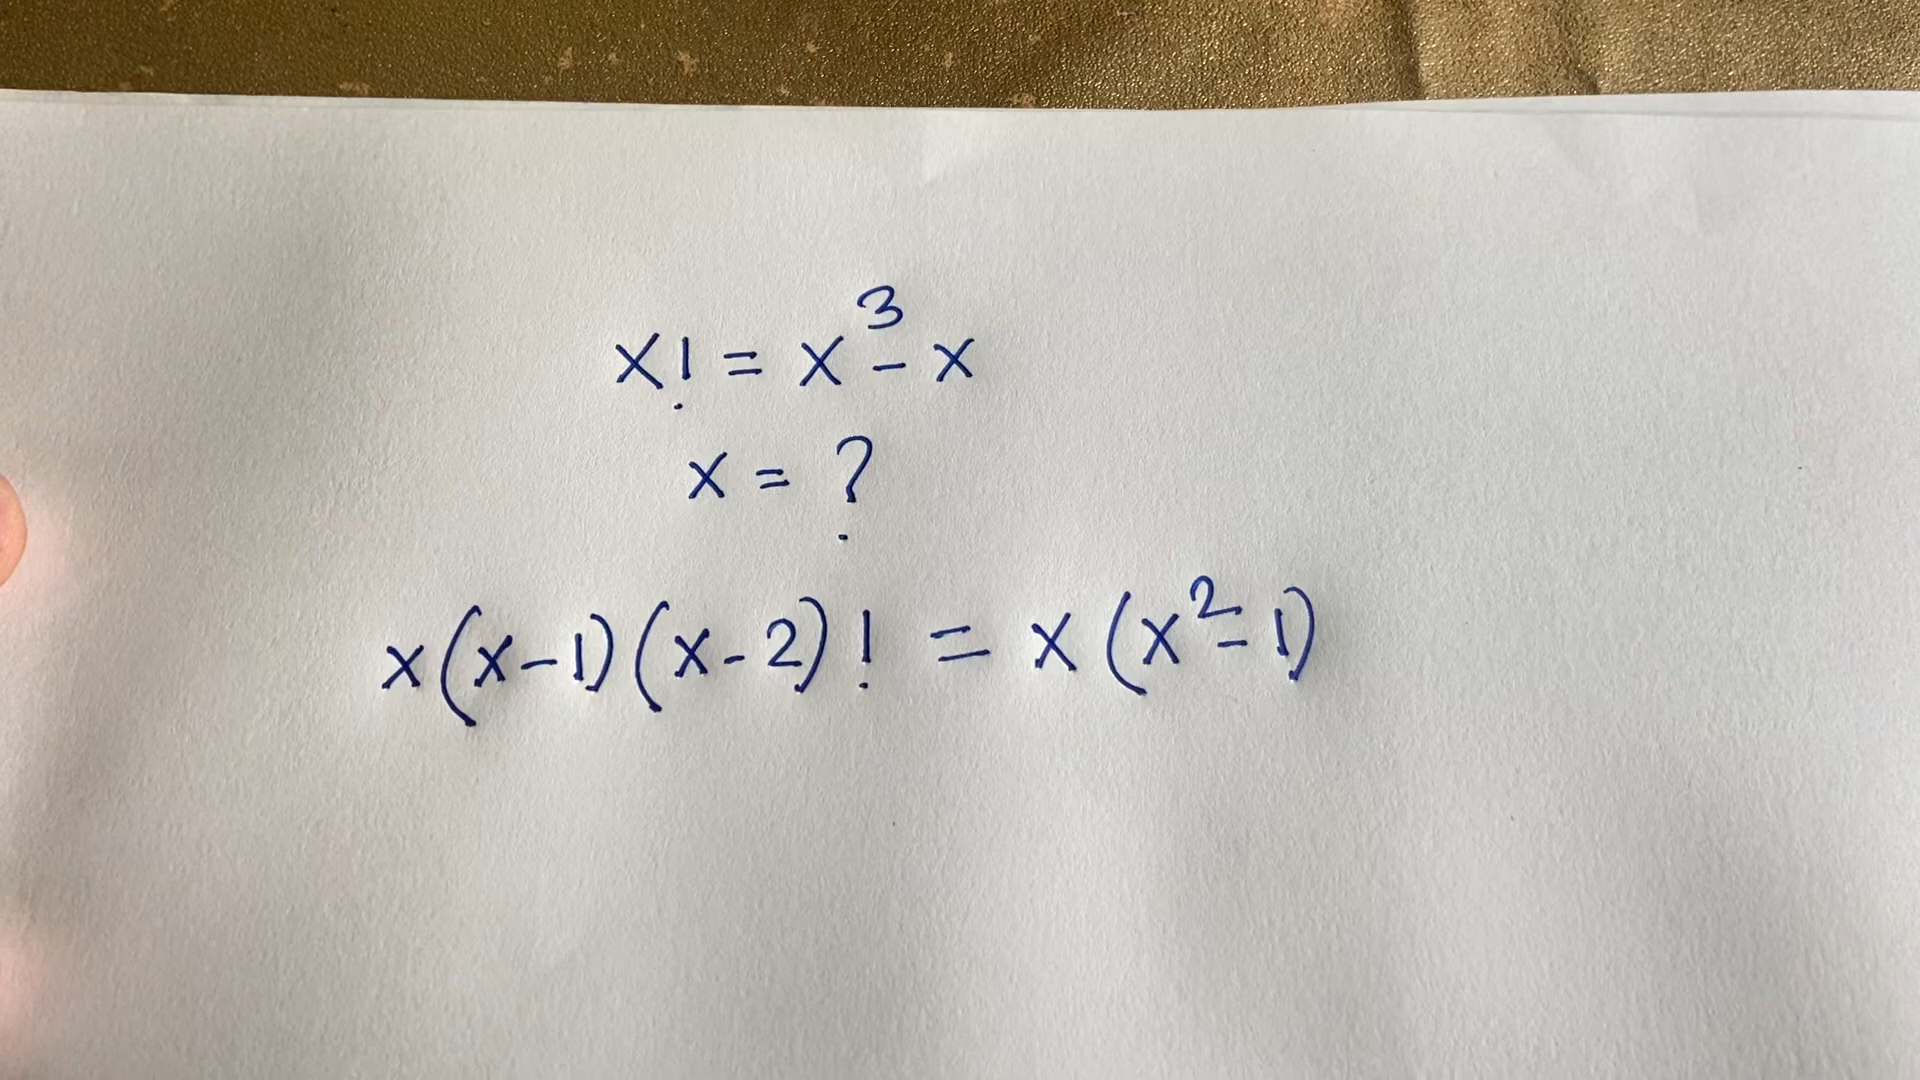 x! = x³ - x
x = ?
x(x-1)(x-2)! = x(x²-1)